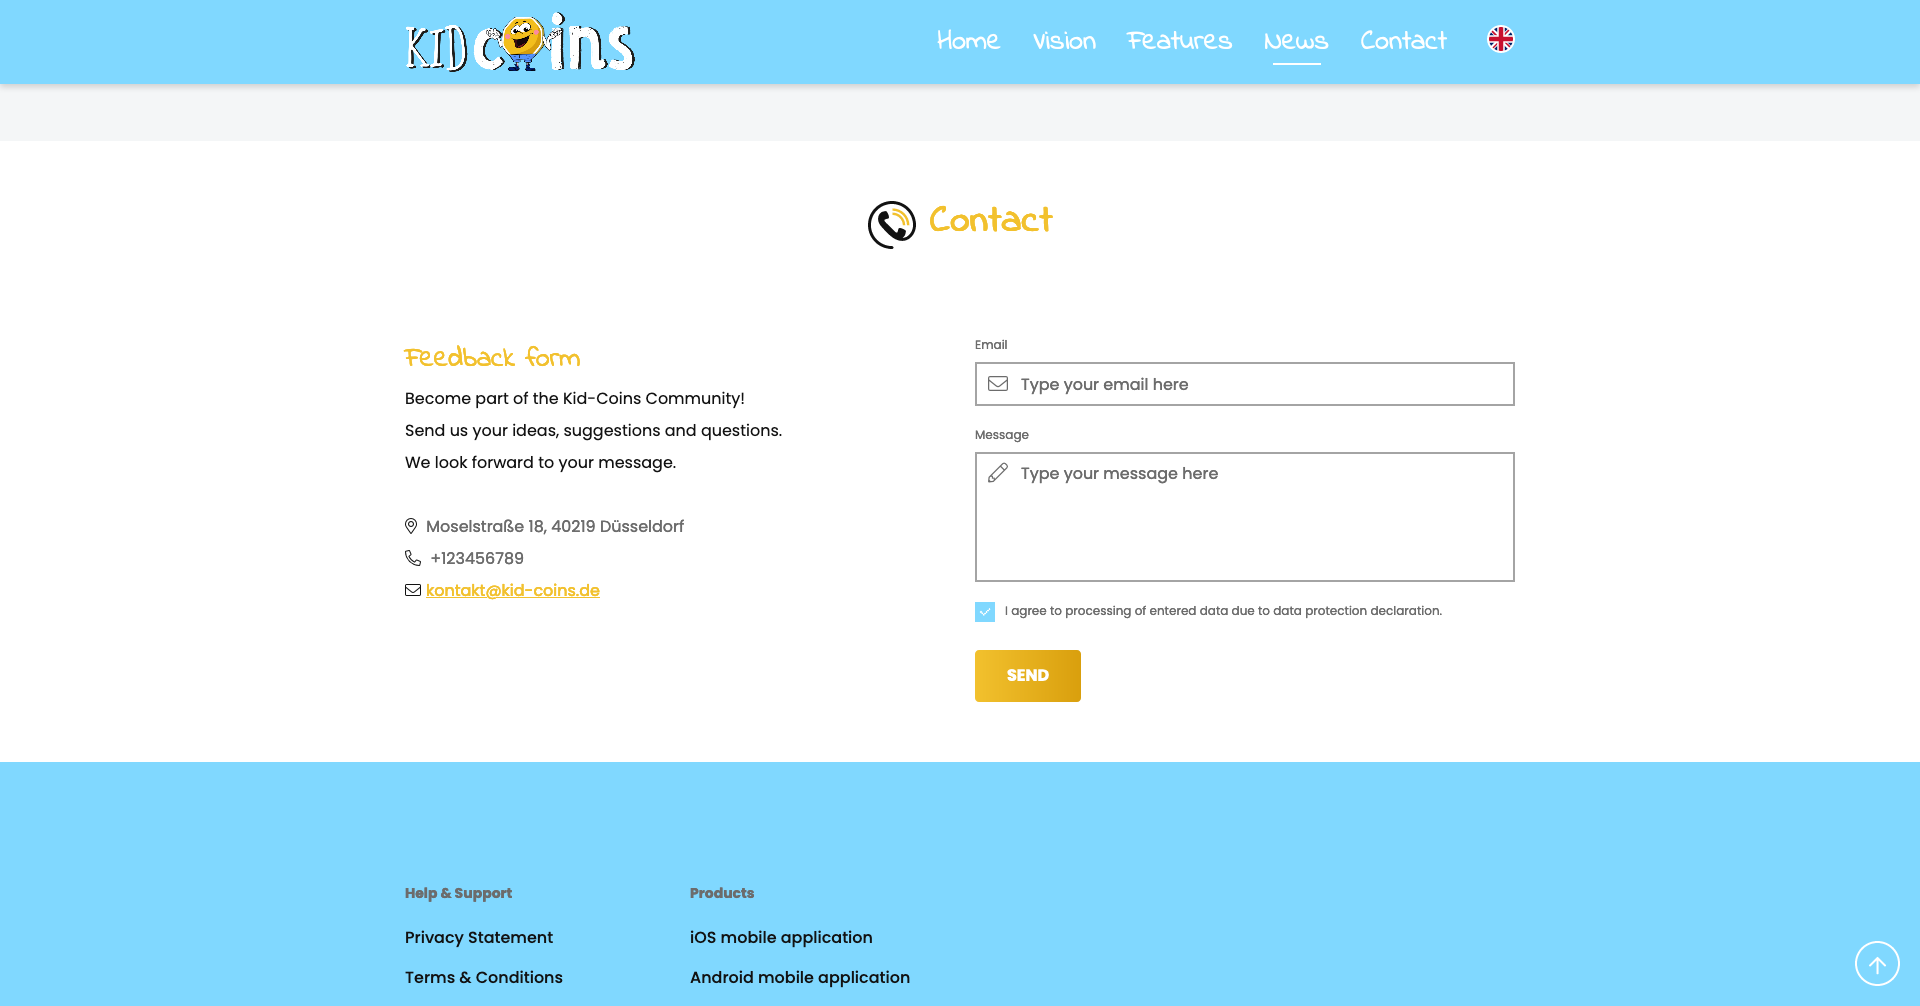 KID coins
Home Vision Features News Contact
Contact
Feedback form
Become part of the Kid-Coins Community!
Send us your ideas, suggestions and questions.
We look forward to your message.
Moselstraße 18, 40219 Düsseldorf
+123456789
kontakt@kid-coins.de
Email
Type your email here
Message
Type your message here
I agree to processing of entered data due to data protection declaration.
SEND
Help & Support
Privacy Statement
Terms & Conditions
Products
iOS mobile application
Android mobile application